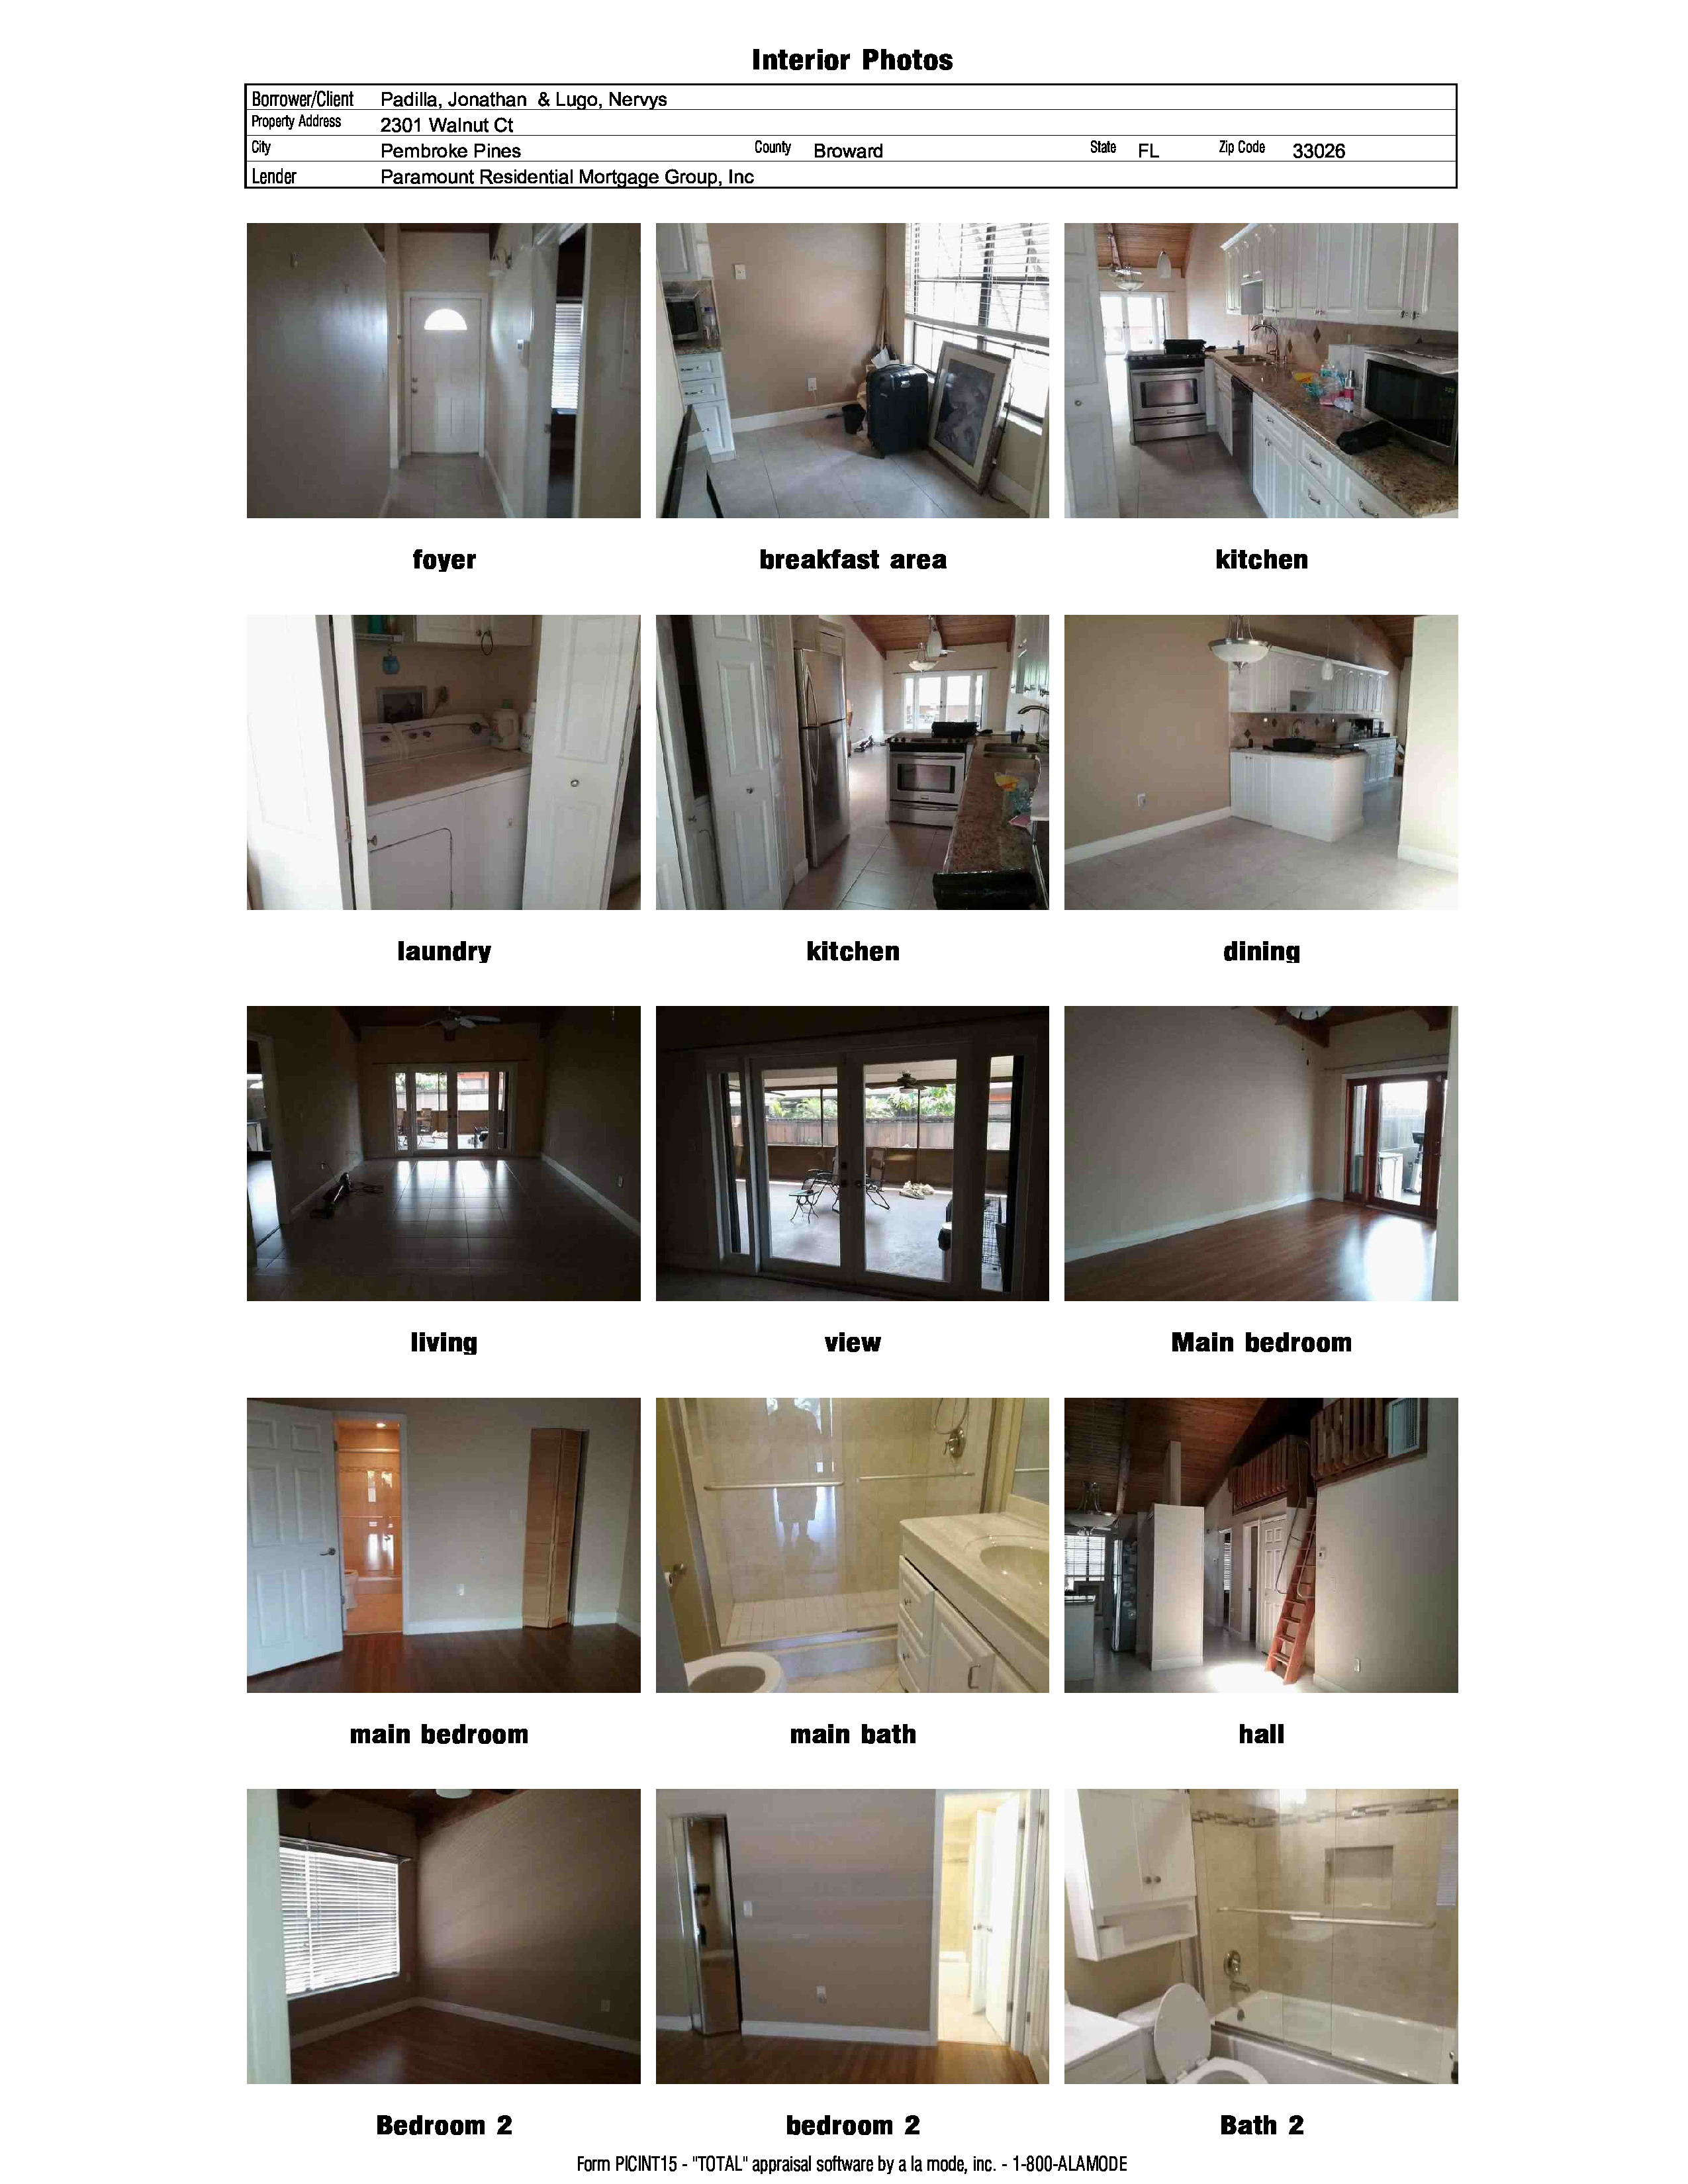 Interior Photos
Borrower/Client Padilla, Jonathan & Lugo, Nervys
Property Address 2301 Walnut Ct
City Pembroke Pines County Broward State FL Zip Code 33026
Lender Paramount Residential Mortgage Group, Inc
foyer breakfast area kitchen
laundry kitchen dining
living view Main bedroom
main bedroom main bath hall
Bedroom 2 bedroom 2 Bath 2
Form PICINT15 - "TOTAL" appraisal software by a la mode, inc. - 1-800-ALAMODE